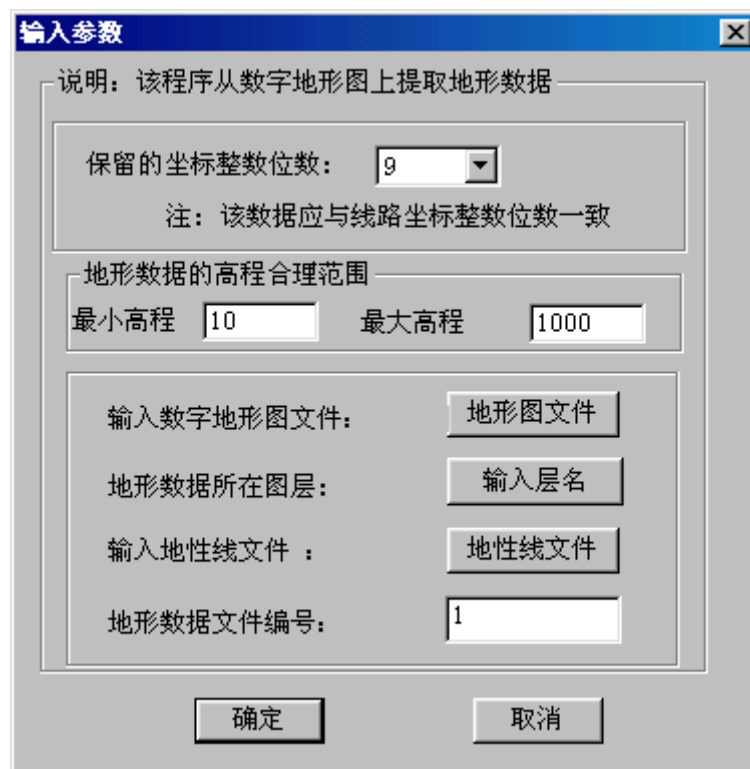 输入参数
说明：该程序从数字地形图上提取地形数据
保留的坐标整数位数： 9
注：该数据应与线路坐标整数位数一致
地形数据的高程合理范围
最小高程 10 最大高程 1000
输入数字地形图文件： 地形图文件
地形数据所在图层： 输入层名
输入地性线文件 ： 地性线文件
地形数据文件编号： 1
确定 取消